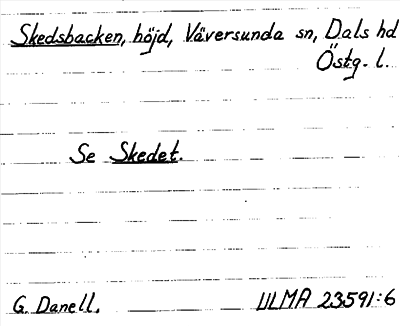 Skedsbacken, höjd, Väversunda sn, Dals hd
Östg. l.
Se Skedet.
G. Danell. ULMA 23591:6